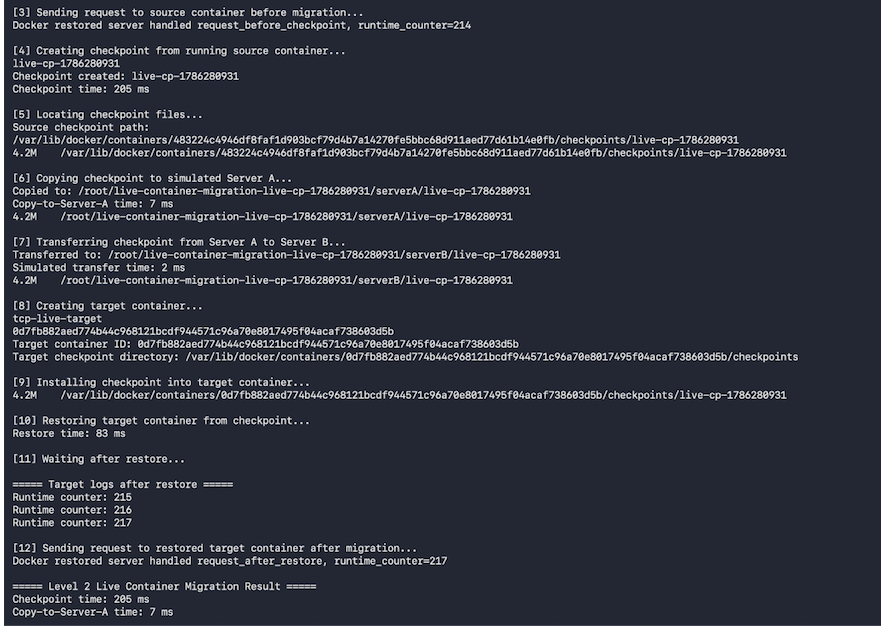 [3] Sending request to source container before migration...
Docker restored server handled request_before_checkpoint, runtime_counter=214
[4] Creating checkpoint from running source container...
live-cp-1786280931
Checkpoint created: live-cp-1786280931
Checkpoint time: 205 ms
[5] Locating checkpoint files...
Source checkpoint path:
/var/lib/docker/containers/483224c4946df8faf1d903bcf79d4b7a14270fe5bbc68d911aed77d61b14e0fb/checkpoints/live-cp-1786280931
4.2M    /var/lib/docker/containers/483224c4946df8faf1d903bcf79d4b7a14270fe5bbc68d911aed77d61b14e0fb/checkpoints/live-cp-1786280931
[6] Copying checkpoint to simulated Server A...
Copied to: /root/live-container-migration-live-cp-1786280931/serverA/live-cp-1786280931
Copy-to-Server-A time: 7 ms
4.2M    /root/live-container-migration-live-cp-1786280931/serverA/live-cp-1786280931
[7] Transferring checkpoint from Server A to Server B...
Transferred to: /root/live-container-migration-live-cp-1786280931/serverB/live-cp-1786280931
Simulated transfer time: 2 ms
4.2M    /root/live-container-migration-live-cp-1786280931/serverB/live-cp-1786280931
[8] Creating target container...
tcp-live-target
0d7fb882aed774b44c968121bcdf944571c96a70e8017495f04acaf738603d5b
Target container ID: 0d7fb882aed774b44c968121bcdf944571c96a70e8017495f04acaf738603d5b
Target checkpoint directory: /var/lib/docker/containers/0d7fb882aed774b44c968121bcdf944571c96a70e8017495f04acaf738603d5b/checkpoints
[9] Installing checkpoint into target container...
4.2M    /var/lib/docker/containers/0d7fb882aed774b44c968121bcdf944571c96a70e8017495f04acaf738603d5b/checkpoints/live-cp-1786280931
[10] Restoring target container from checkpoint...
Restore time: 83 ms
[11] Waiting after restore...
===== Target logs after restore =====
Runtime counter: 215
Runtime counter: 216
Runtime counter: 217
[12] Sending request to restored target container after migration...
Docker restored server handled request_after_restore, runtime_counter=217
===== Level 2 Live Container Migration Result =====
Checkpoint time: 205 ms
Copy-to-Server-A time: 7 ms